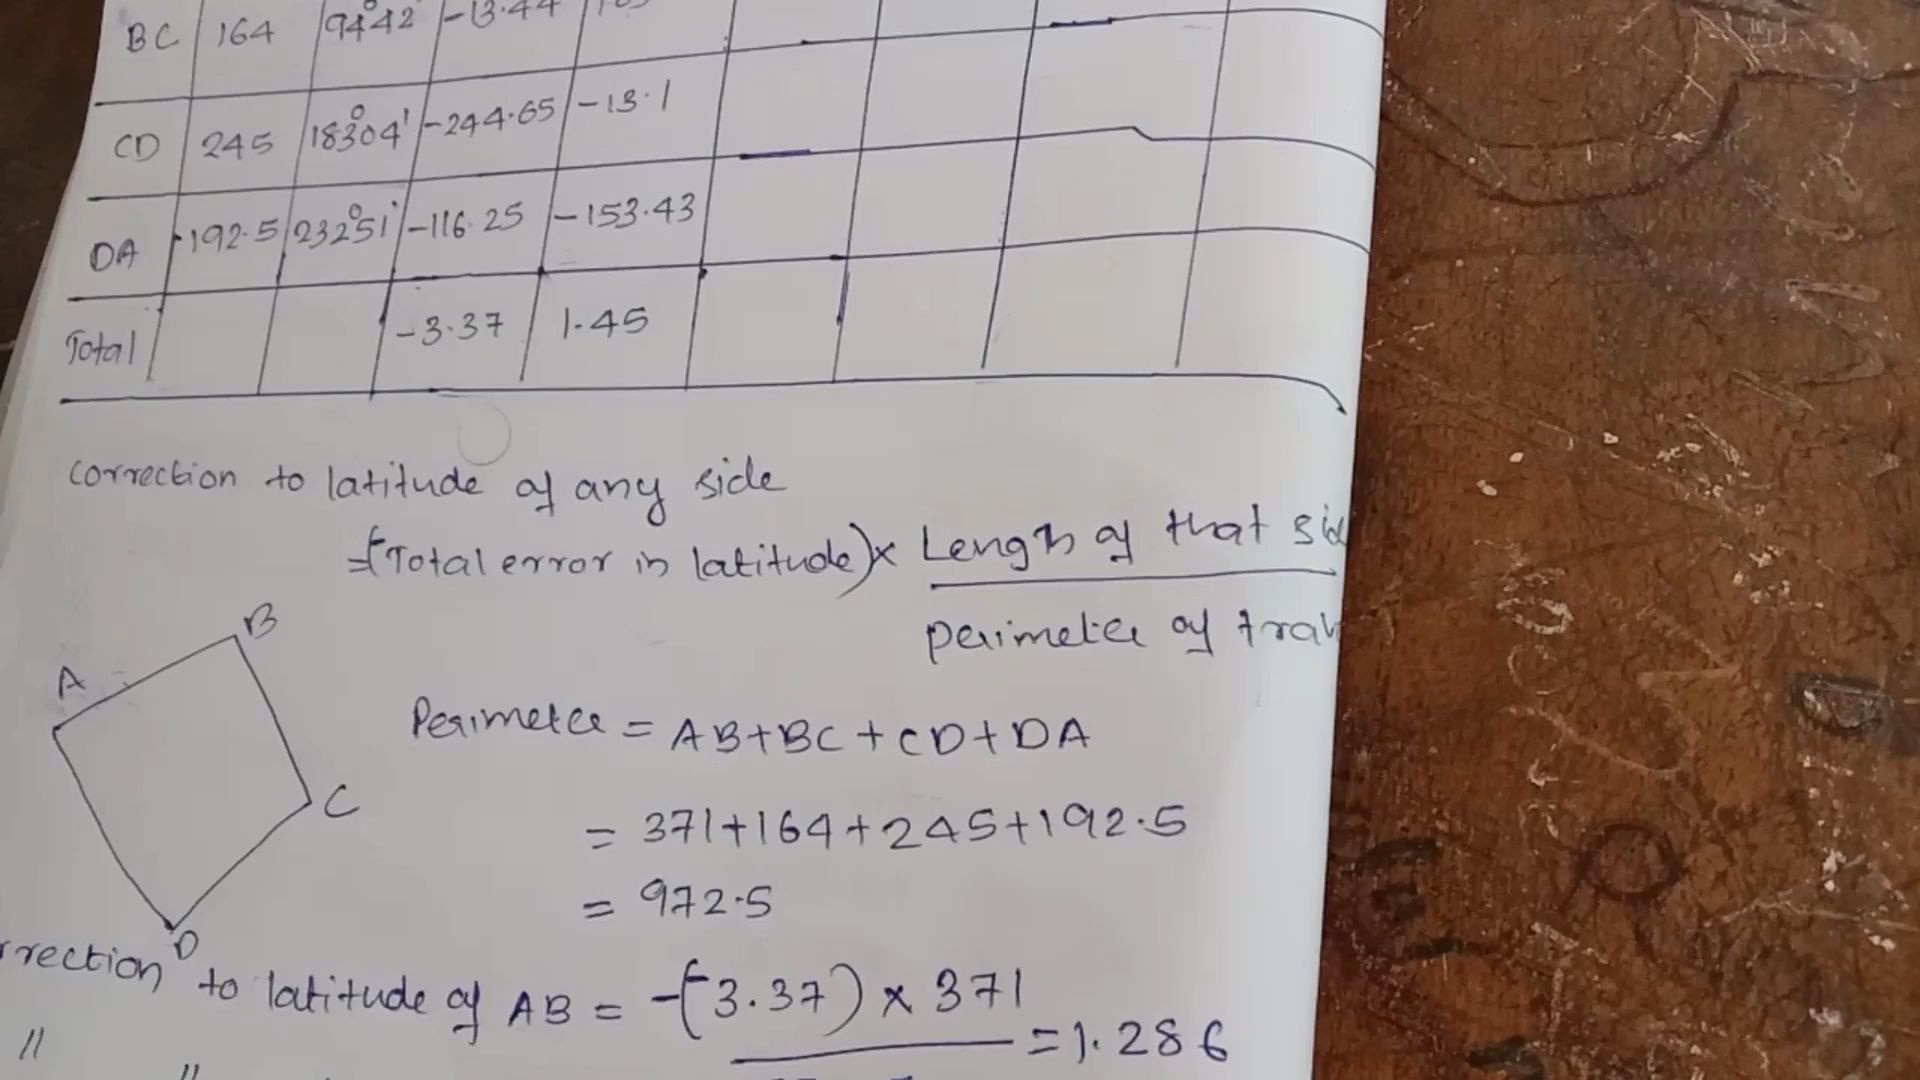 BC 164 94°42' -13.44
CD 245 183°04' -244.65 -13.1
DA 192.5 232°51' -116.25 -153.43
Total -3.37 1.45
correction to latitude of any side
=-(Total error in latitude) x Length of that
perimeter of
A
B
C
D
Perimeter = AB+BC+CD+DA
= 371+164+245+192.5
= 972.5
rrection to latitude of AB = -(-3.37) x 371 = 1.286
" "